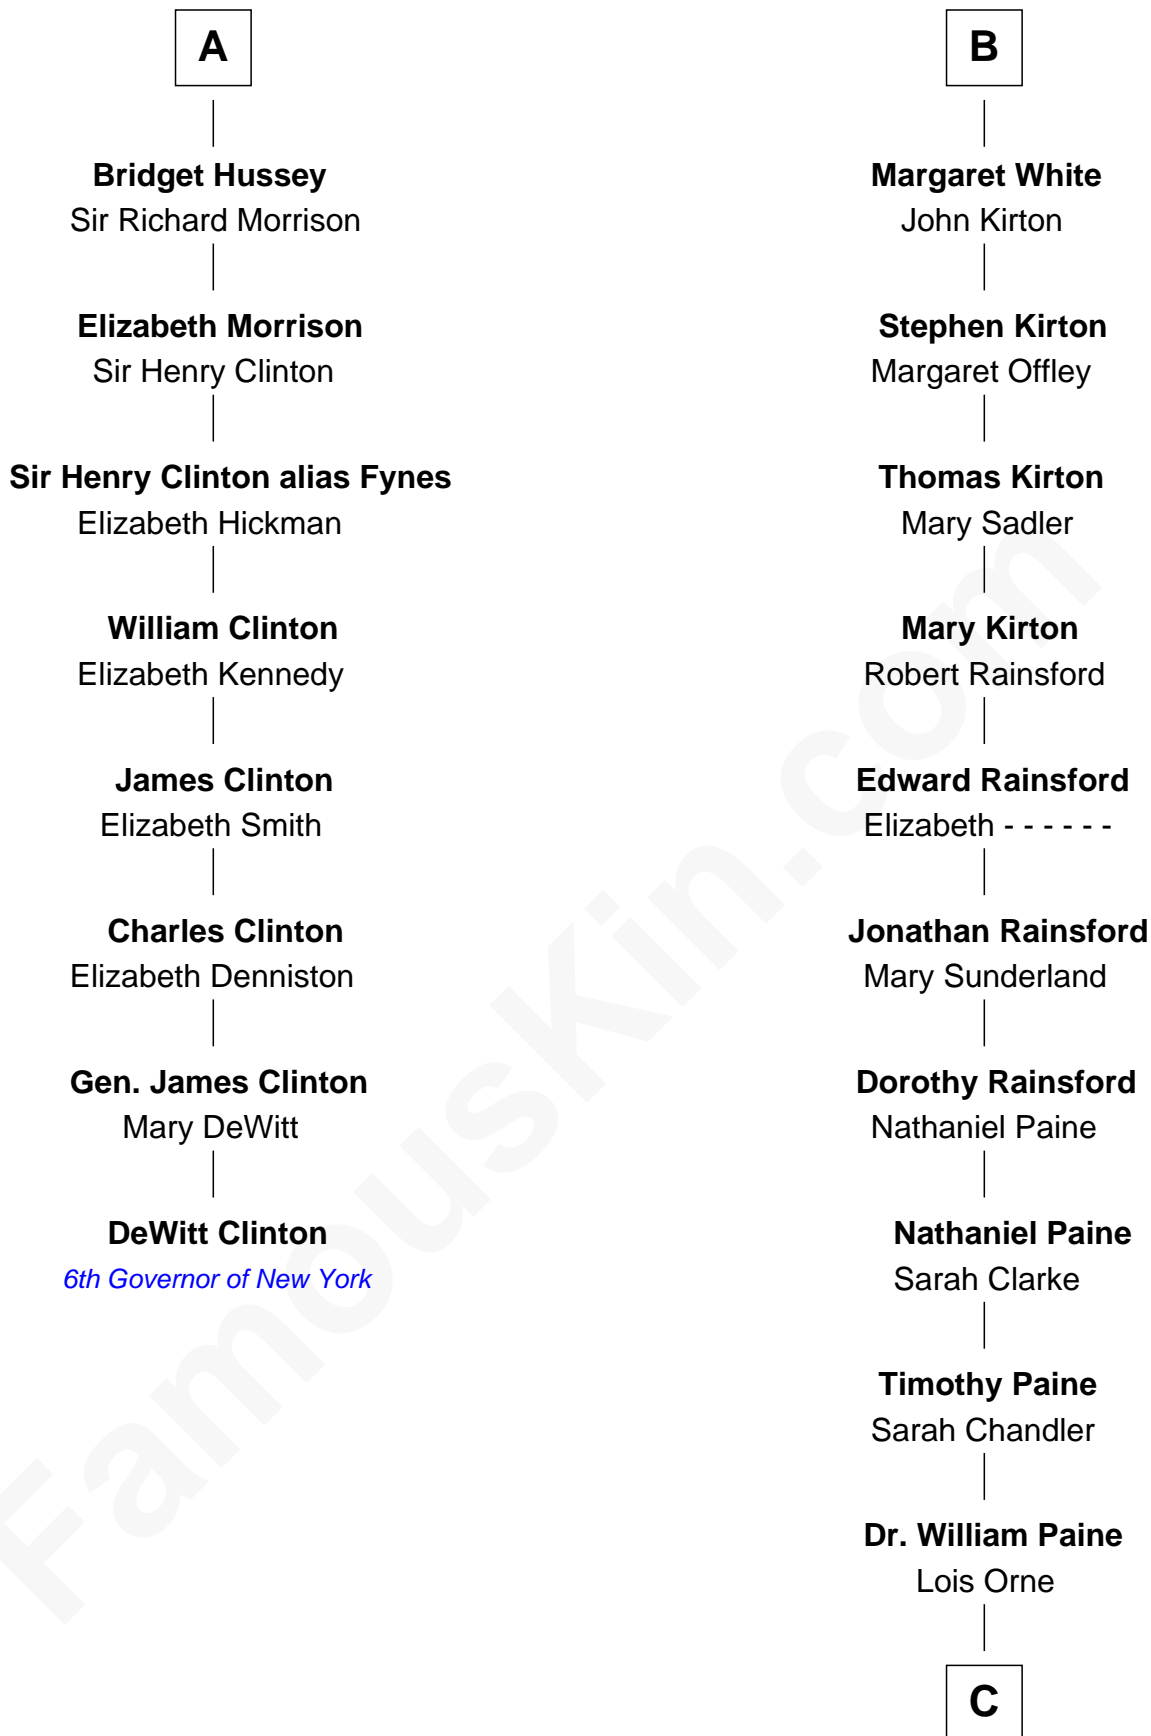 A
Bridget Hussey
Sir Richard Morrison
Elizabeth Morrison
Sir Henry Clinton
Sir Henry Clinton alias Fynes
Elizabeth Hickman
William Clinton
Elizabeth Kennedy
James Clinton
Elizabeth Smith
Charles Clinton
Elizabeth Denniston
Gen. James Clinton
Mary DeWitt
DeWitt Clinton
6th Governor of New York
B
Margaret White
John Kirton
Stephen Kirton
Margaret Offley
Thomas Kirton
Mary Sadler
Mary Kirton
Robert Rainsford
Edward Rainsford
Elizabeth - - - - - -
Jonathan Rainsford
Mary Sunderland
Dorothy Rainsford
Nathaniel Paine
Nathaniel Paine
Sarah Clarke
Timothy Paine
Sarah Chandler
Dr. William Paine
Lois Orne
C
FamousKin.com